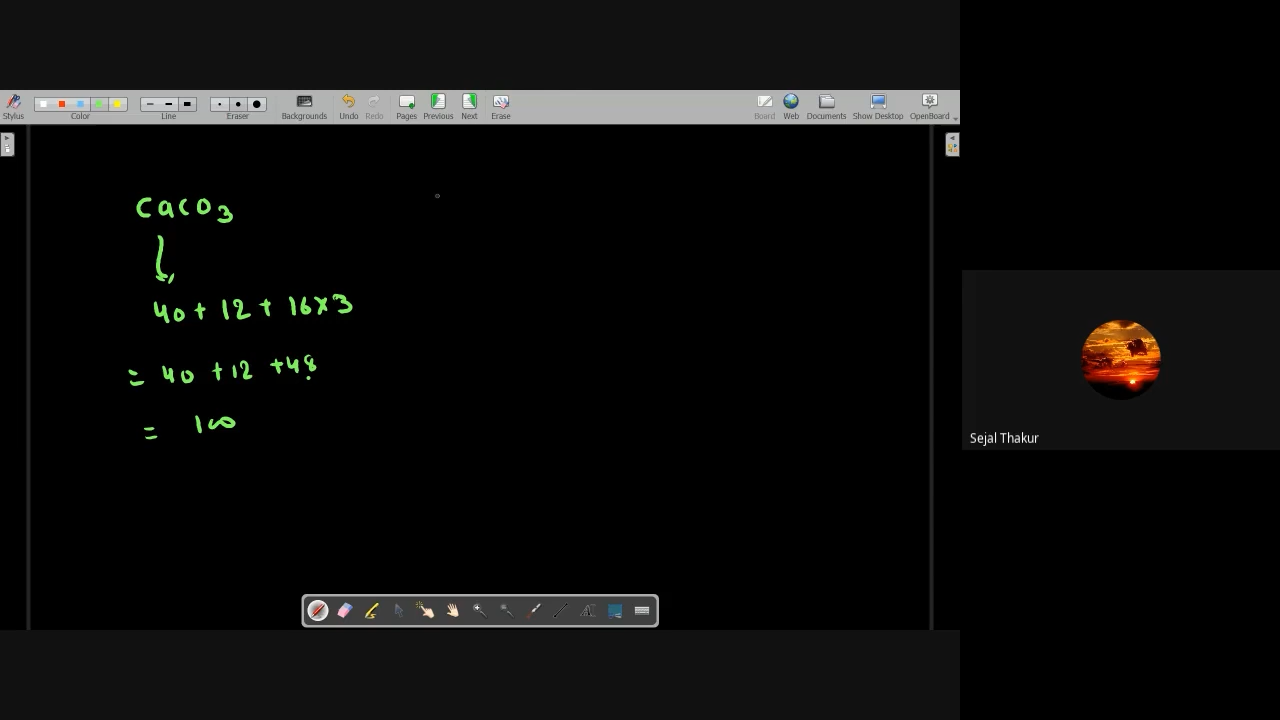 Stylus
Color
Line
Eraser
Backgrounds
Undo
Redo
Pages
Previous
Next
Erase
Board
Web
Documents
Show Desktop
OpenBoard
CaCO3
40 + 12 + 16×3
= 40 + 12 + 48
= 100
Sejal Thakur